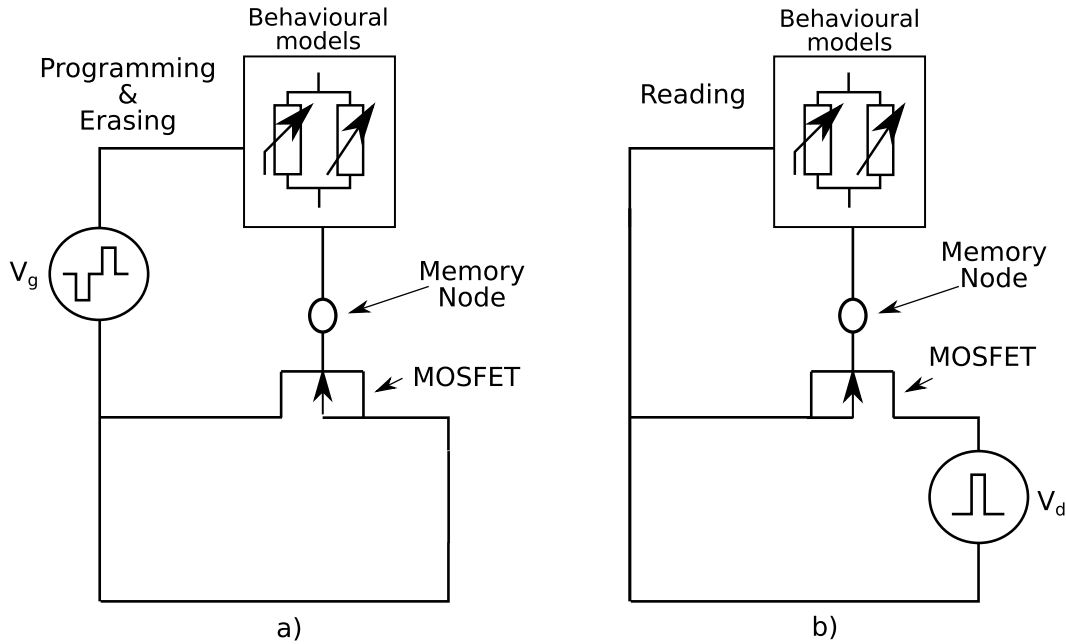 Behavioural
models
Programming
&
Erasing
Vg
Memory
Node
MOSFET
a)
Behavioural
models
Reading
Memory
Node
MOSFET
Vd
b)